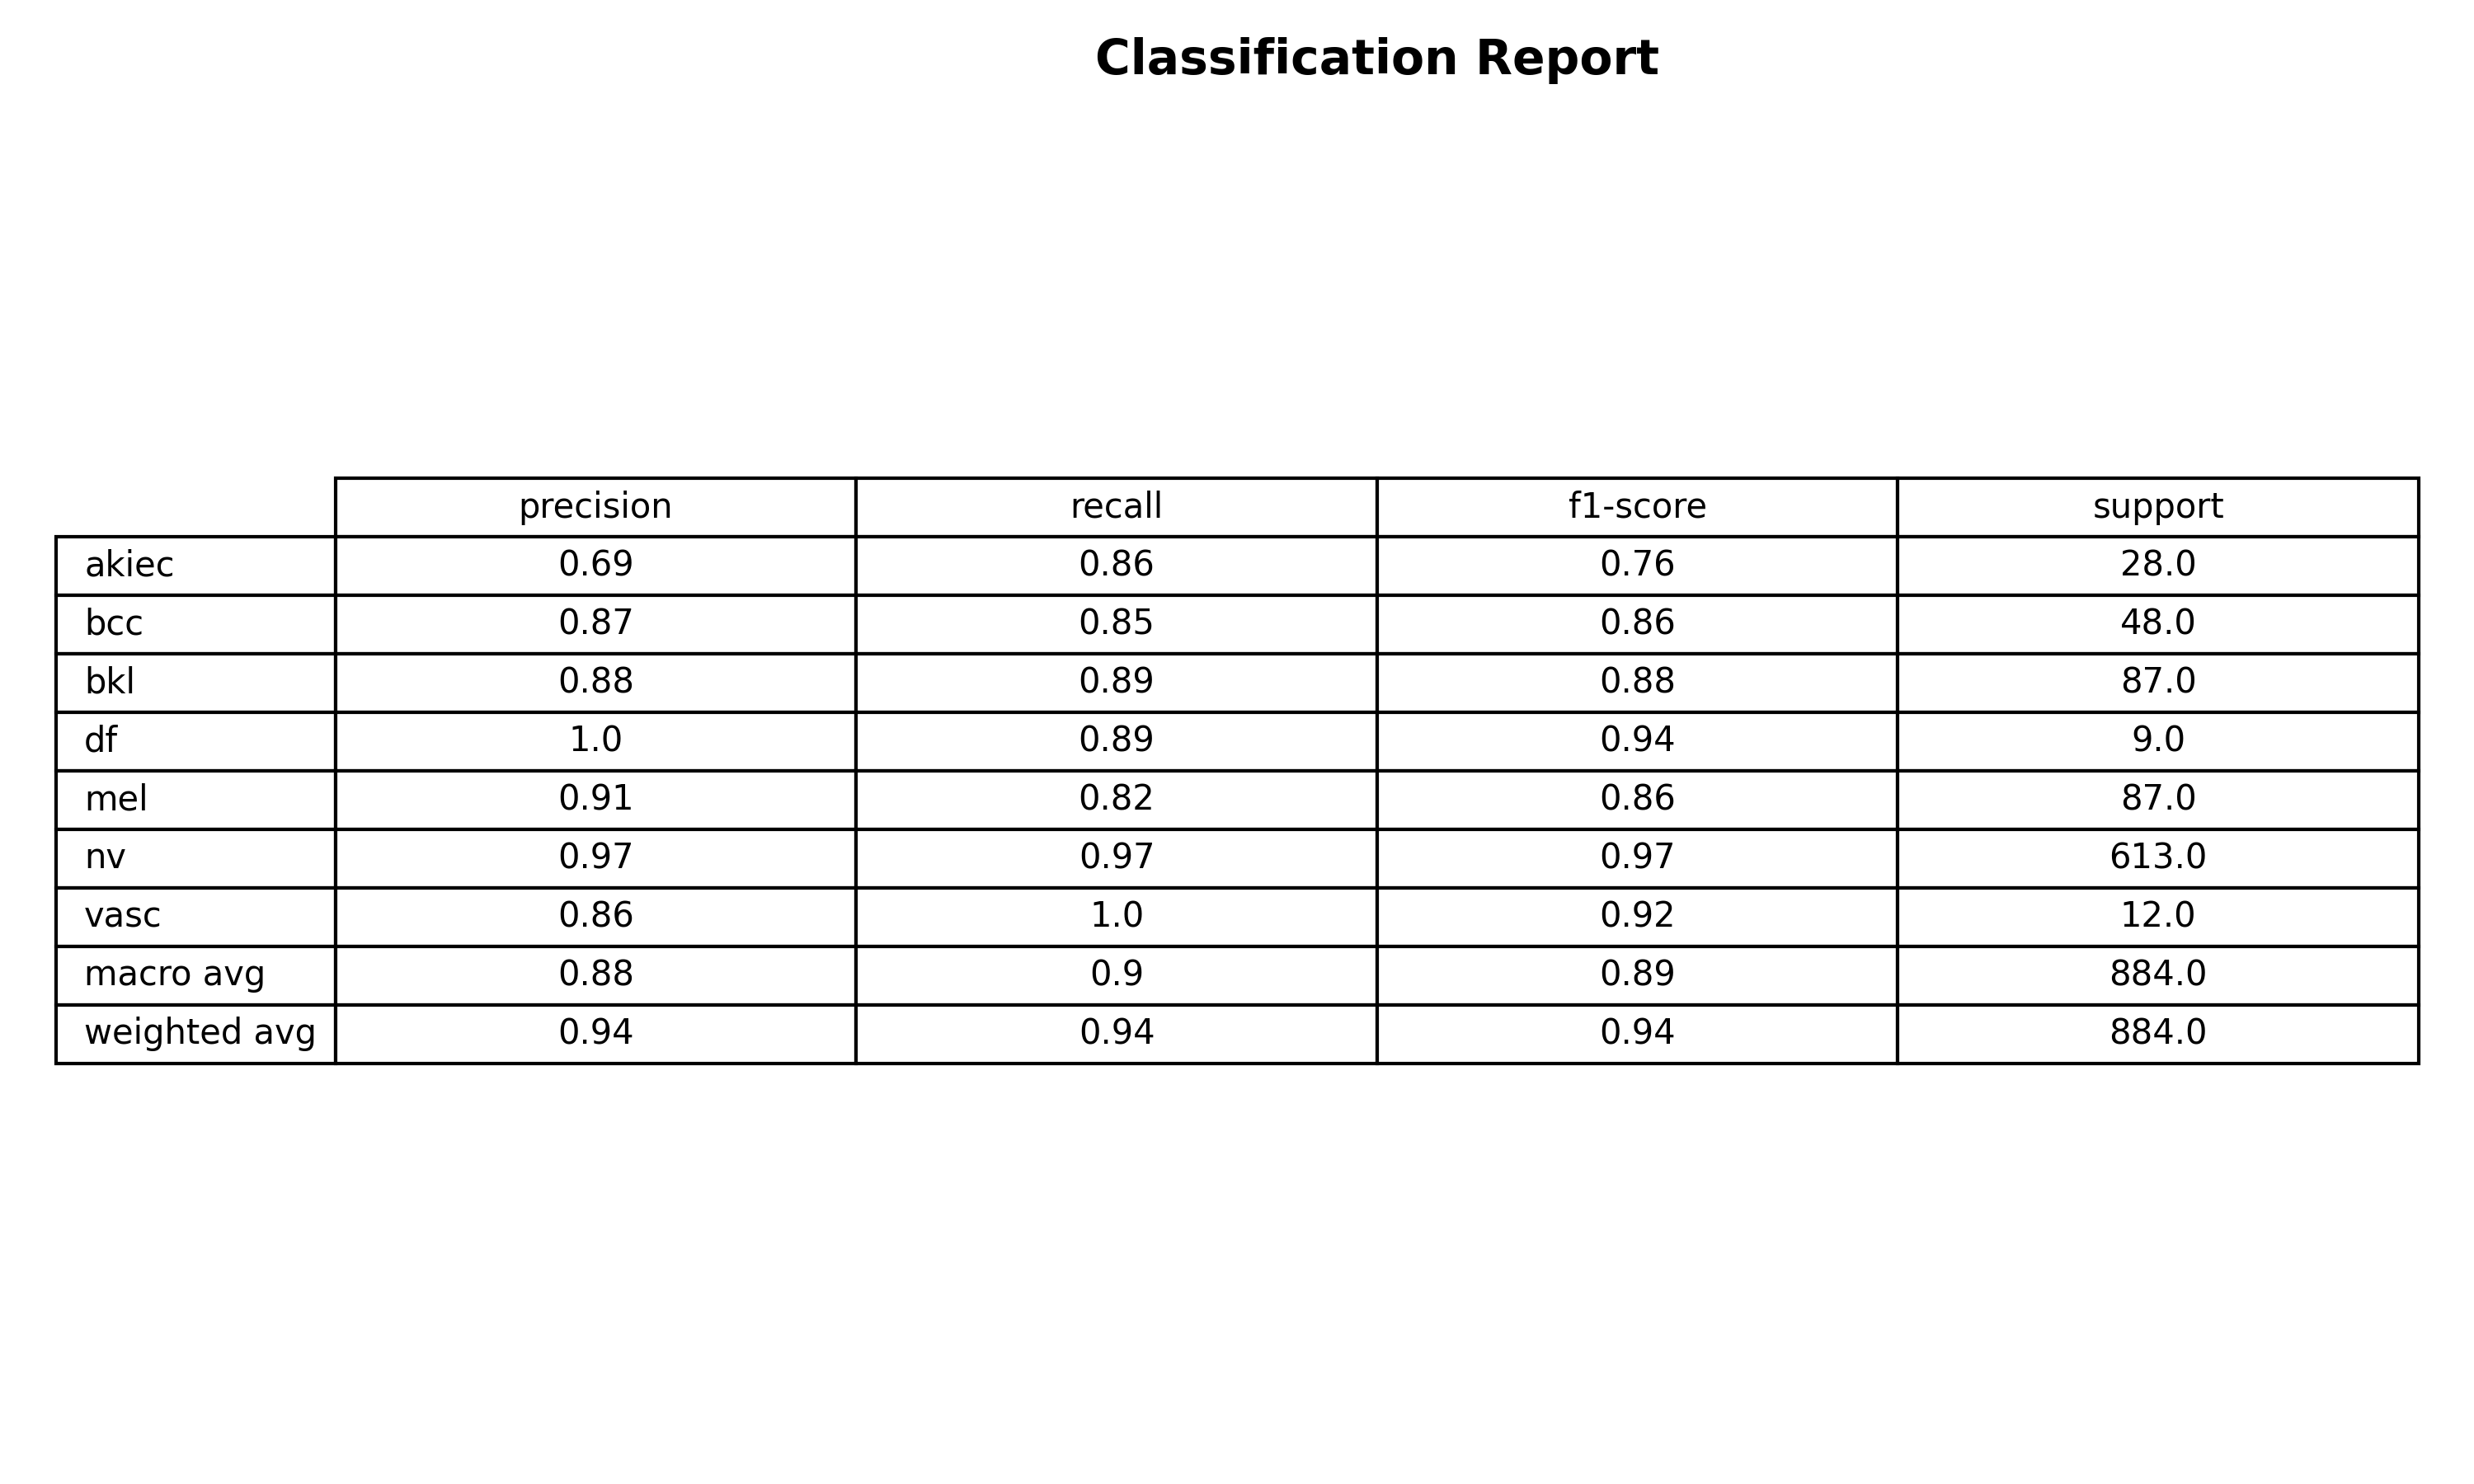 Classification Report
precision recall f1-score support
akiec 0.69 0.86 0.76 28.0
bcc 0.87 0.85 0.86 48.0
bkl 0.88 0.89 0.88 87.0
df 1.0 0.89 0.94 9.0
mel 0.91 0.82 0.86 87.0
nv 0.97 0.97 0.97 613.0
vasc 0.86 1.0 0.92 12.0
macro avg 0.88 0.9 0.89 884.0
weighted avg 0.94 0.94 0.94 884.0